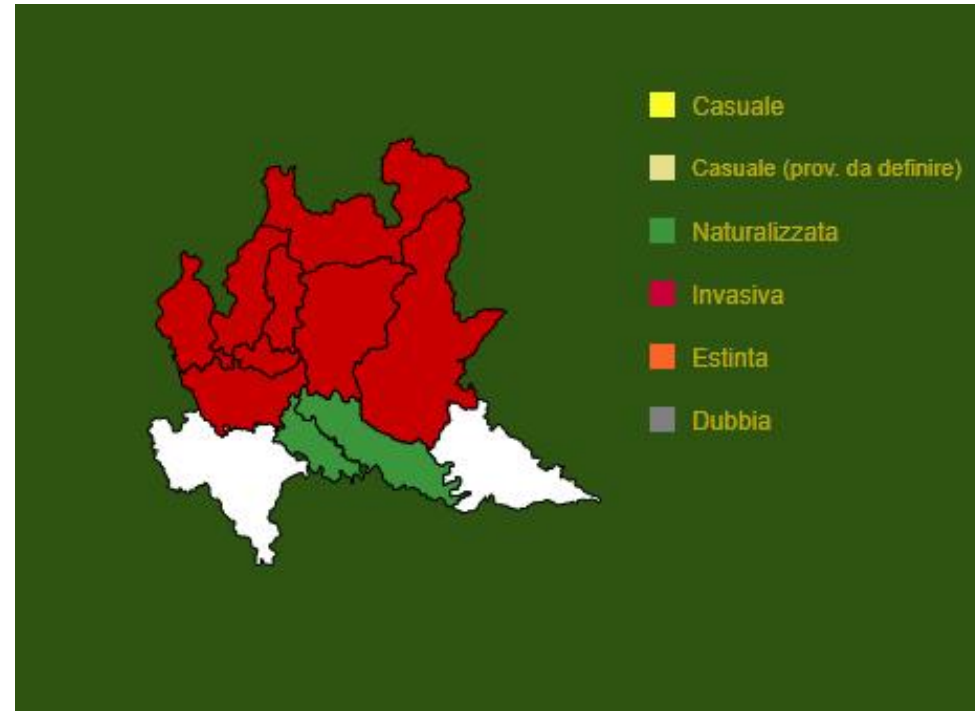 Casuale
Casuale (prov. da definire)
Naturalizzata
Invasiva
Estinta
Dubbia